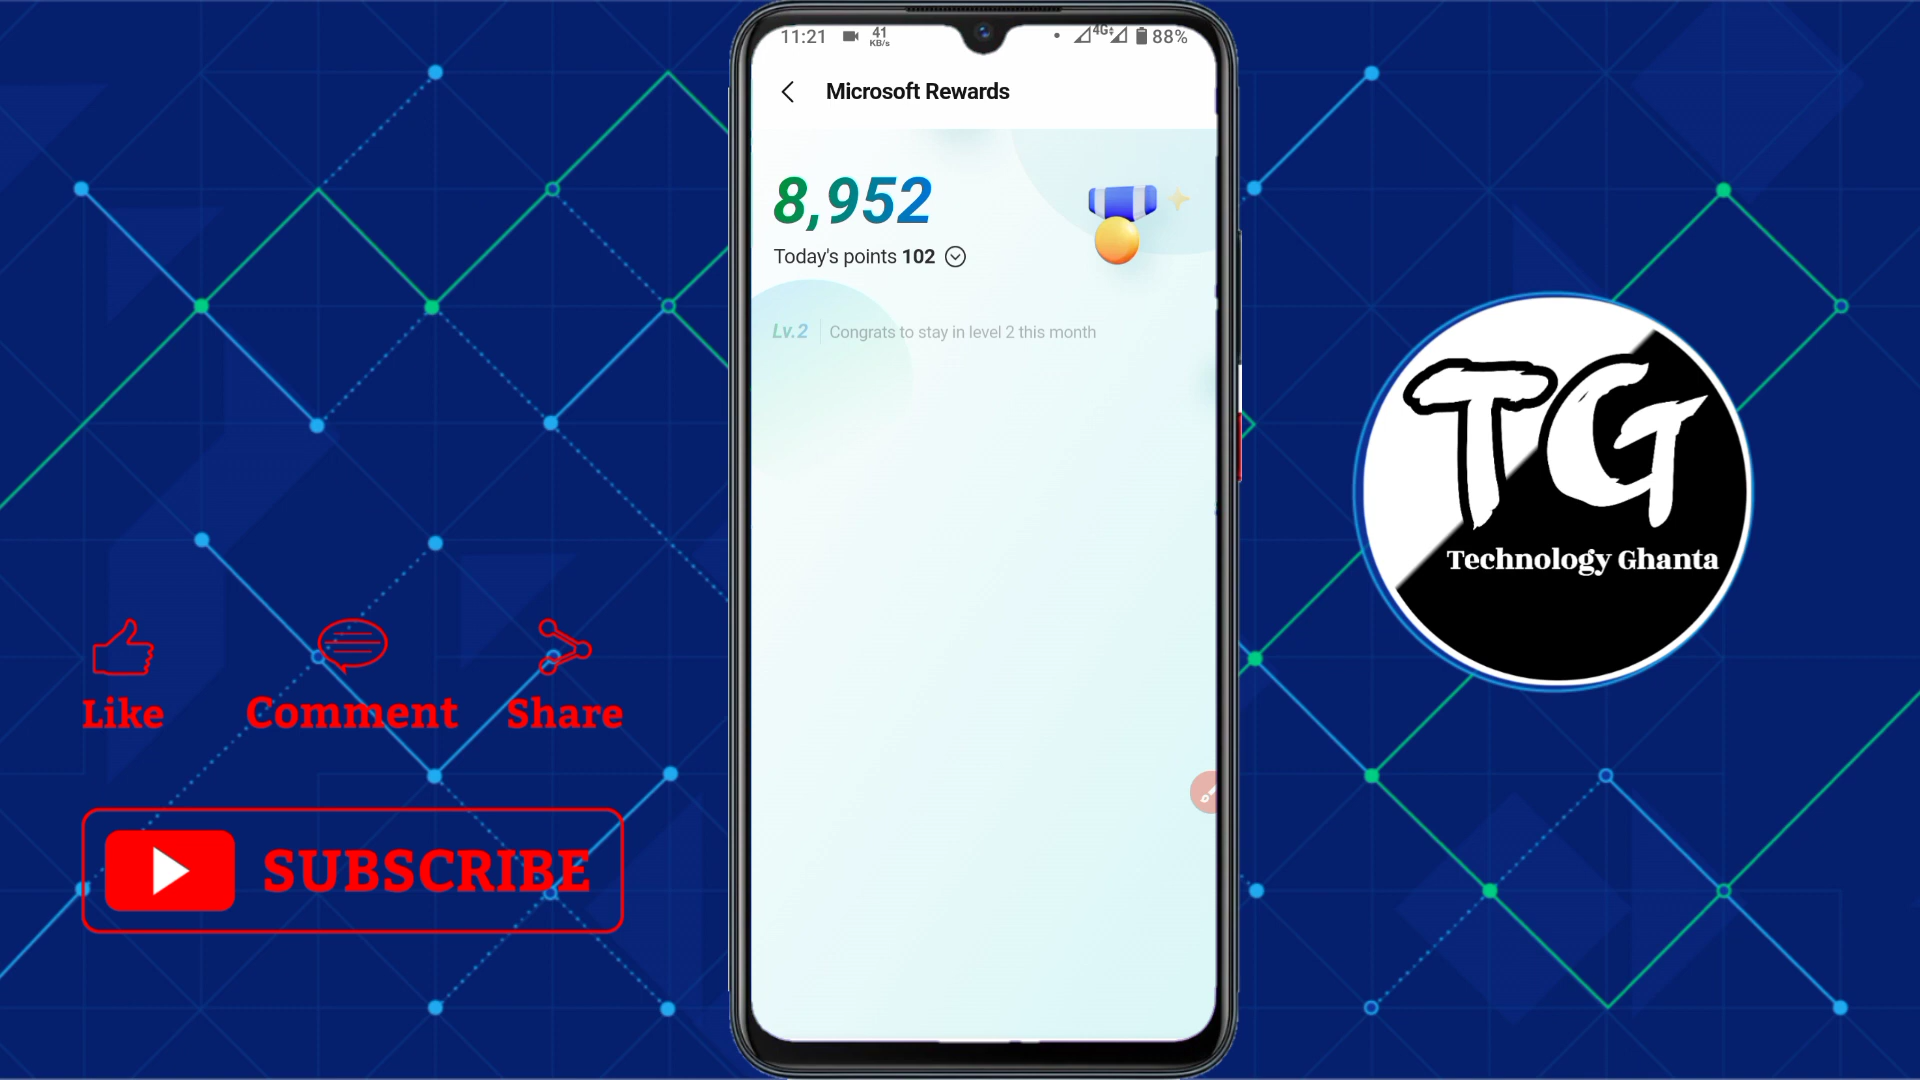 11:21
41
KB/s
4G
88%
Microsoft Rewards
8,952
Today's points 102
Lv.2
Congrats to stay in level 2 this month
TG
Technology Ghanta
Like
Comment
Share
SUBSCRIBE